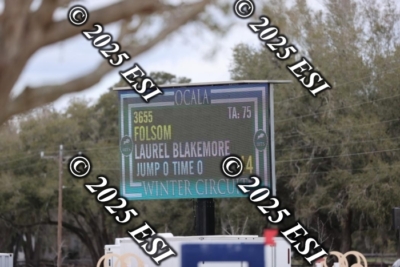 © 2025 ESI
© 2025 ESI
OCALA
3655 TA: 75
FOLSOM
LAUREL BLAKEMORE
JUMP 0 TIME 0
WINTER CIRCUIT
© 2025 ESI
© 2025 ESI